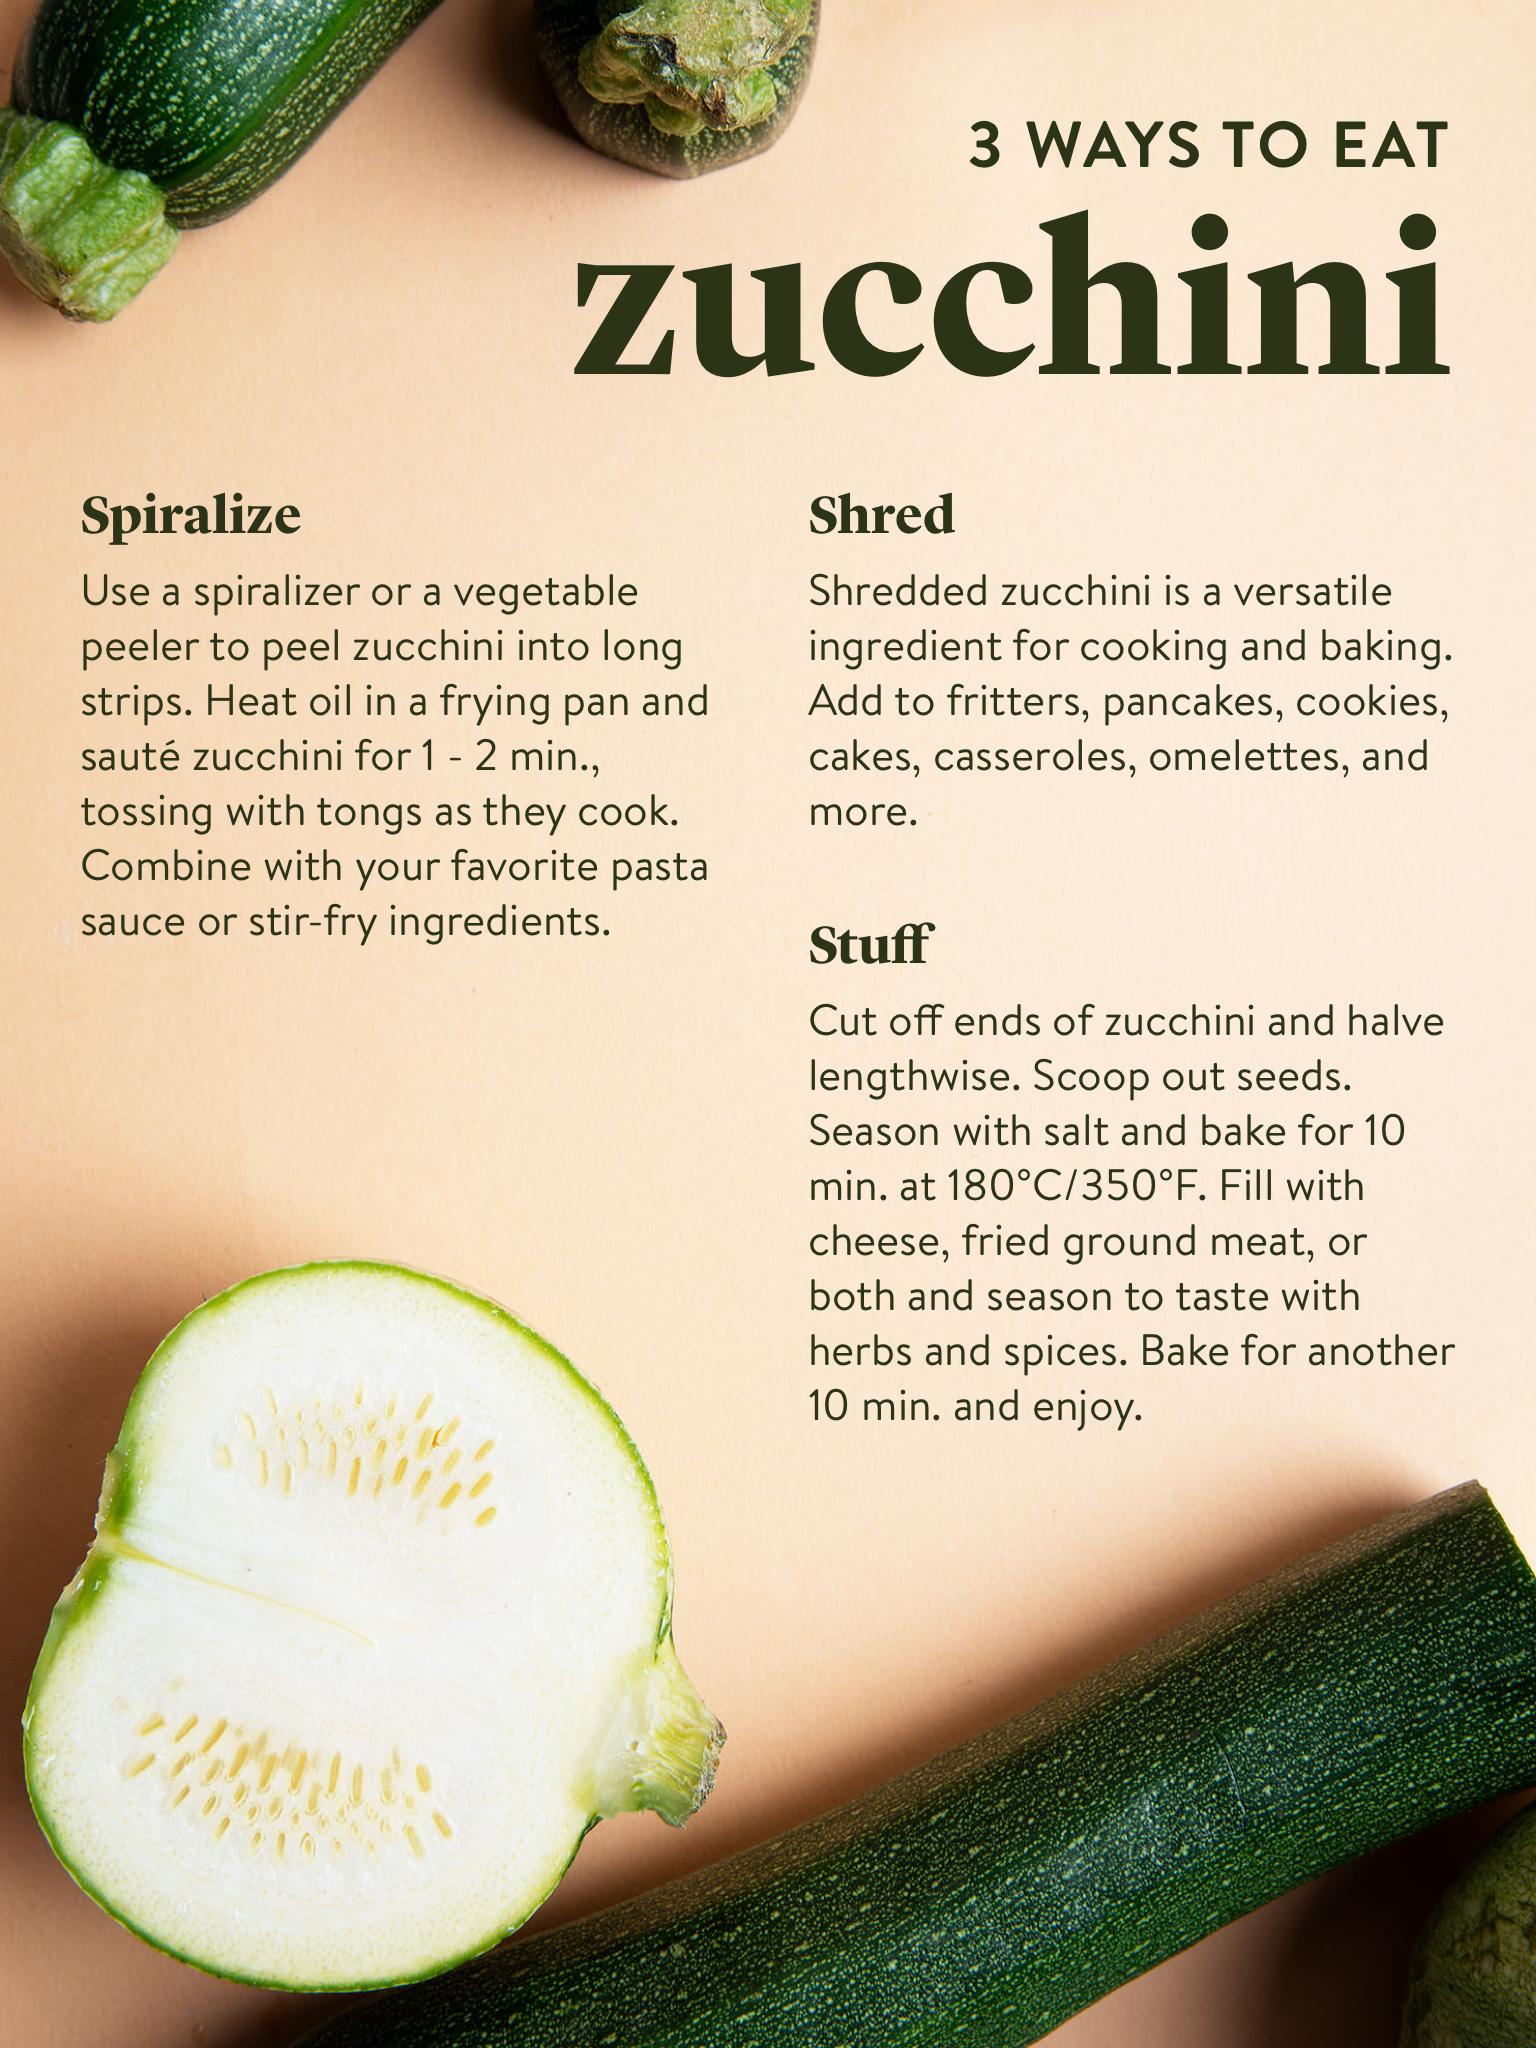 3 WAYS TO EAT
zucchini
Spiralize
Use a spiralizer or a vegetable
peeler to peel zucchini into long
strips. Heat oil in a frying pan and
sauté zucchini for 1 - 2 min.,
tossing with tongs as they cook.
Combine with your favorite pasta
sauce or stir-fry ingredients.
Shred
Shredded zucchini is a versatile
ingredient for cooking and baking.
Add to fritters, pancakes, cookies,
cakes, casseroles, omelettes, and
more.
Stuff
Cut off ends of zucchini and halve
lengthwise. Scoop out seeds.
Season with salt and bake for 10
min. at 180°C/350°F. Fill with
cheese, fried ground meat, or
both and season to taste with
herbs and spices. Bake for another
10 min. and enjoy.